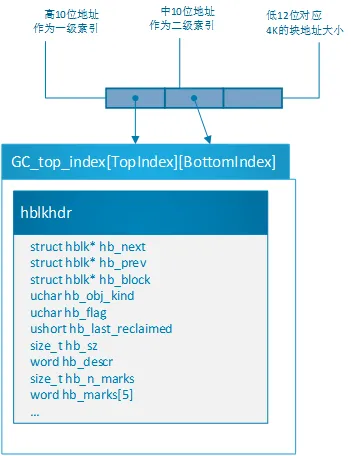 高10位地址
作为一级索引
中10位地址
作为二级索引
低12位对应
4K的块地址大小
GC_top_index[TopIndex][BottomIndex]
hblkhdr
struct hblk* hb_next
struct hblk* hb_prev
struct hblk* hb_block
uchar hb_obj_kind
uchar hb_flag
ushort hb_last_reclaimed
size_t hb_sz
word hb_descr
size_t hb_n_marks
word hb_marks[5]
…